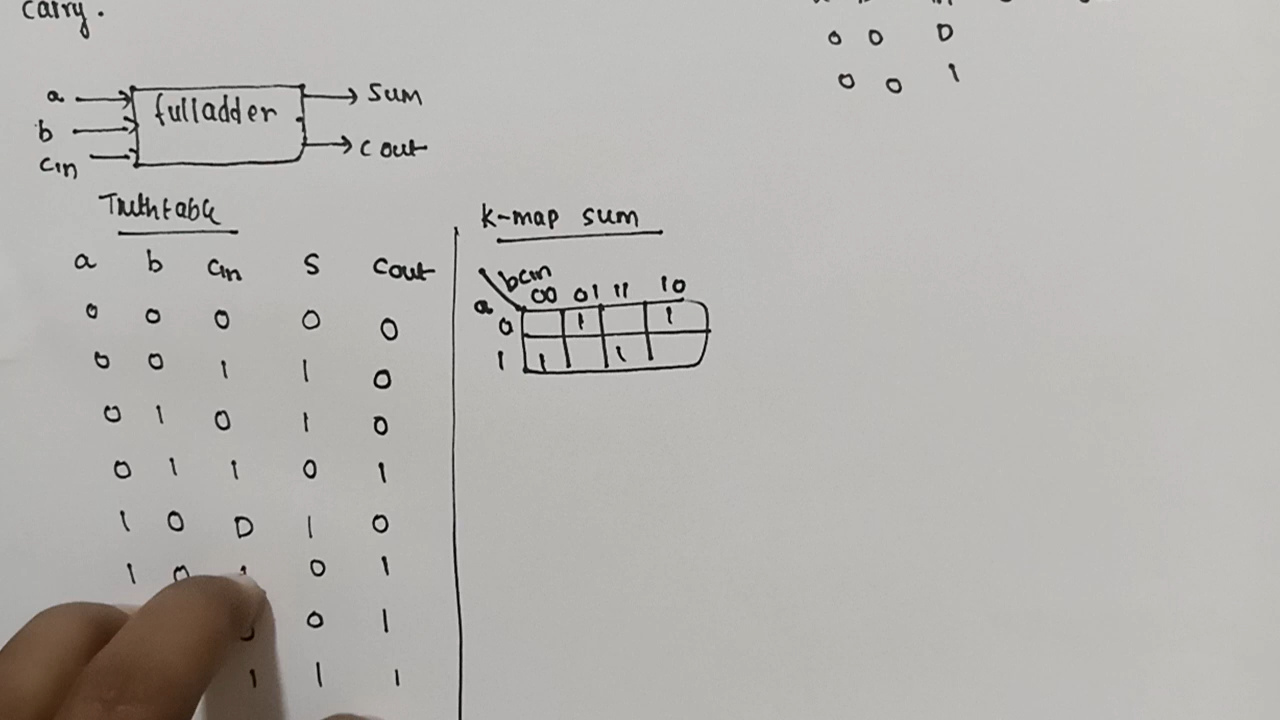 carry.
0 0 0
0 0 1
a
b
cin
fulladder
sum
cout
Truthtable
a b cin s cout
0 0 0 0 0
0 0 1 1 0
0 1 0 1 0
0 1 1 0 1
1 0 0 1 0
1 0 1 0 1
0 1
1 1 1
k-map sum
bcin
a
00 01 11 10
0 1 1
1 1 1